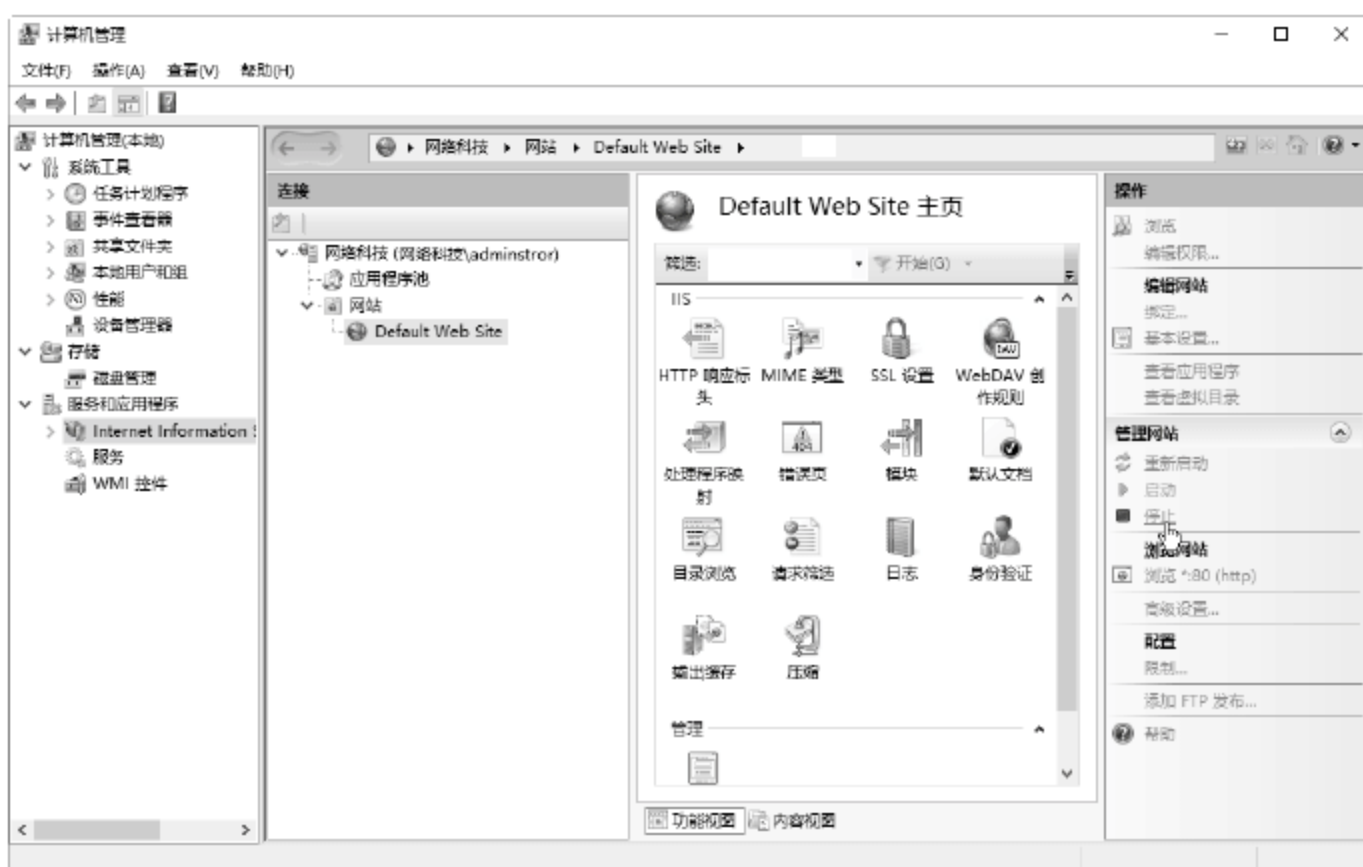 计算机管理
文件(F) 操作(A) 查看(V) 帮助(H)
计算机管理(本地)
系统工具
任务计划程序
事件查看器
共享文件夹
本地用户和组
性能
设备管理器
存储
磁盘管理
服务和应用程序
Internet Information S
服务
WMI 控件
网络科技 网站 Default Web Site
连接
网络科技 (网络科技\adminstror)
应用程序池
网站
Default Web Site
Default Web Site 主页
筛选:
开始(G)
IIS
HTTP 响应标头
MIME 类型
SSL 设置
WebDAV 创作规则
处理程序映射
错误页
模块
默认文档
目录浏览
请求筛选
日志
身份验证
输出缓存
压缩
管理
功能视图
内容视图
操作
浏览
编辑权限...
编辑网站
绑定...
基本设置...
查看应用程序
查看虚拟目录
管理网站
重新启动
启动
停止
浏览网站
浏览 *:80 (http)
高级设置...
配置
限制...
添加 FTP 发布...
帮助